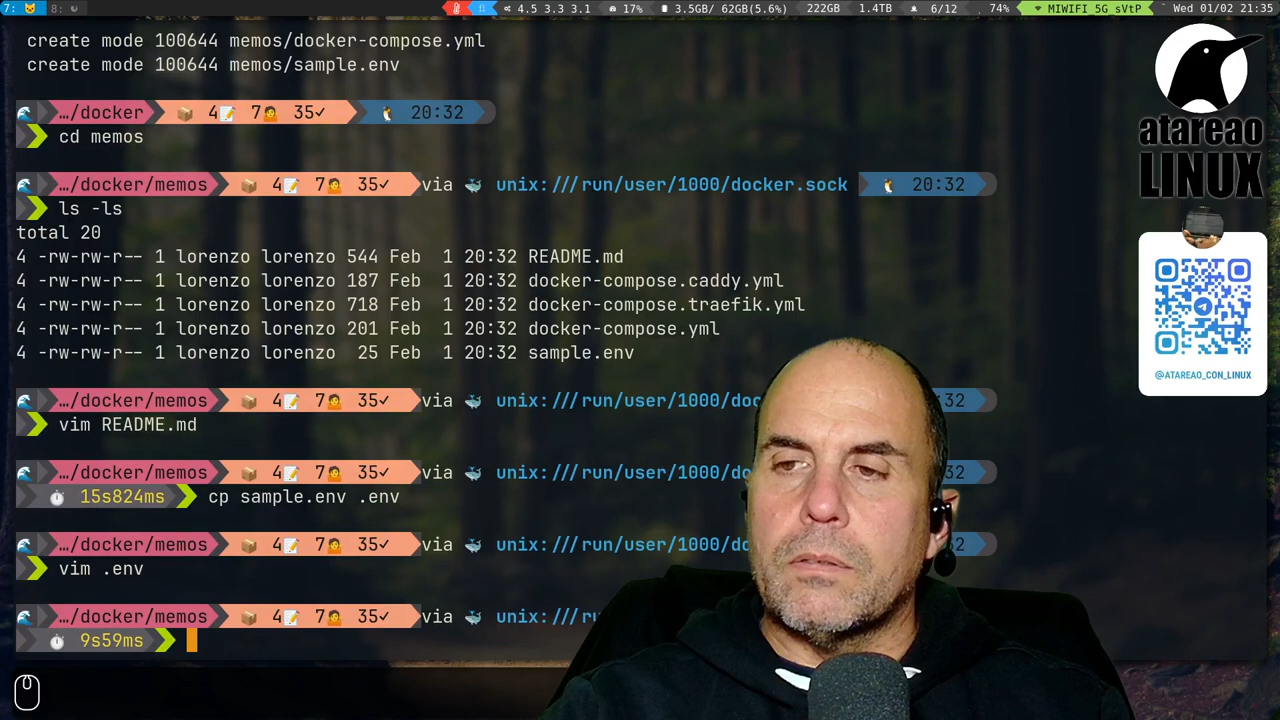 7: 8: 4.5 3.3 3.1 17% 3.5GB/ 62GB(5.6%) 222GB 1.4TB 6/12 74% MIWIFI 5G sVtP Wed 01/02 21:35
create mode 100644 memos/docker-compose.yml
create mode 100644 memos/sample.env
…/docker 4 7 35✓ 20:32
cd memos
…/docker/memos 4 7 35✓ via unix:///run/user/1000/docker.sock 20:32
ls -ls
total 20
4 -rw-rw-r-- 1 lorenzo lorenzo 544 Feb 1 20:32 README.md
4 -rw-rw-r-- 1 lorenzo lorenzo 187 Feb 1 20:32 docker-compose.caddy.yml
4 -rw-rw-r-- 1 lorenzo lorenzo 718 Feb 1 20:32 docker-compose.traefik.yml
4 -rw-rw-r-- 1 lorenzo lorenzo 201 Feb 1 20:32 docker-compose.yml
4 -rw-rw-r-- 1 lorenzo lorenzo 25 Feb 1 20:32 sample.env
…/docker/memos 4 7 35✓ via unix:///run/user/1000/doc 32
vim README.md
…/docker/memos 4 7 35✓ via unix:///run/user/1000/do 32
15s824ms cp sample.env .env
…/docker/memos 4 7 35✓ via unix:///run/user/1000/do 32
vim .env
…/docker/memos 4 7 35✓ via unix:///ru
9s59ms
atareao
LINUX
@ATAREAO_CON_LINUX